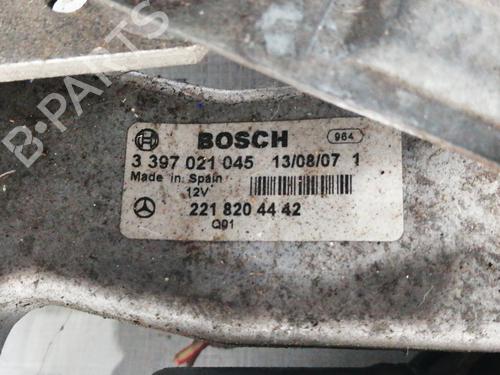 B-PARTS
BOSCH 964
3 397 021 045 13/08/07 1
Made in Spain
12V
221 820 44 42
Q01